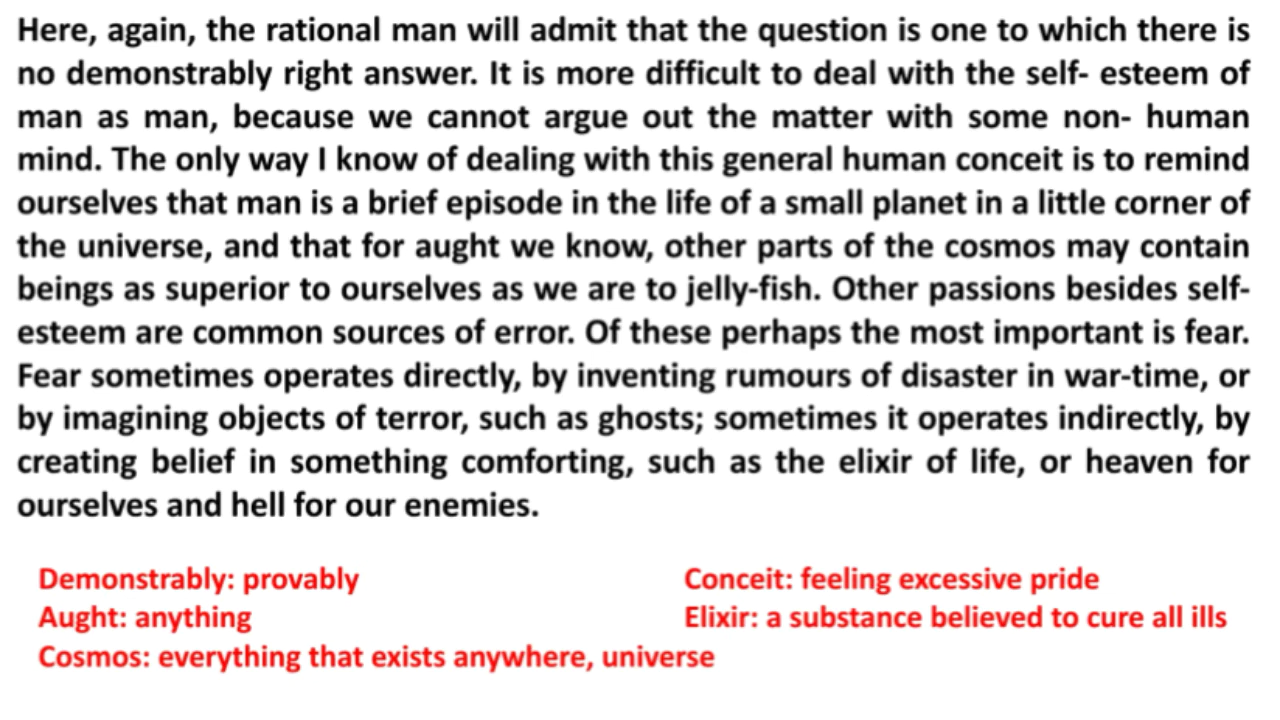 Here, again, the rational man will admit that the question is one to which there is
no demonstrably right answer. It is more difficult to deal with the self- esteem of
man as man, because we cannot argue out the matter with some non- human
mind. The only way I know of dealing with this general human conceit is to remind
ourselves that man is a brief episode in the life of a small planet in a little corner of
the universe, and that for aught we know, other parts of the cosmos may contain
beings as superior to ourselves as we are to jelly-fish. Other passions besides self-
esteem are common sources of error. Of these perhaps the most important is fear.
Fear sometimes operates directly, by inventing rumours of disaster in war-time, or
by imagining objects of terror, such as ghosts; sometimes it operates indirectly, by
creating belief in something comforting, such as the elixir of life, or heaven for
ourselves and hell for our enemies.
Demonstrably: provably
Conceit: feeling excessive pride
Aught: anything
Elixir: a substance believed to cure all ills
Cosmos: everything that exists anywhere, universe